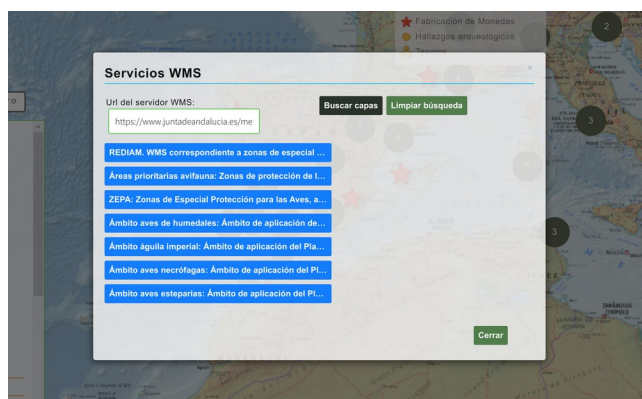 Fabricación de Monedas
Hallazgos arqueológicos
Tesoros
2
Servicios WMS
×
Url del servidor WMS:
Buscar capas
Limpiar búsqueda
https://www.juntadeandalucia.es/me
REDIAM. WMS correspondiente a zonas de especial ...
Áreas prioritarias avifauna: Zonas de protección de l...
ZEPA: Zonas de Especial Protección para las Aves, a...
Ámbito aves de humedales: Ámbito de aplicación de...
Ámbito águila imperial: Ámbito de aplicación del Pla...
Ámbito aves necrófagas: Ámbito de aplicación del Pl...
Ámbito aves esteparias: Ámbito de aplicación del Pl...
Cerrar
3
3